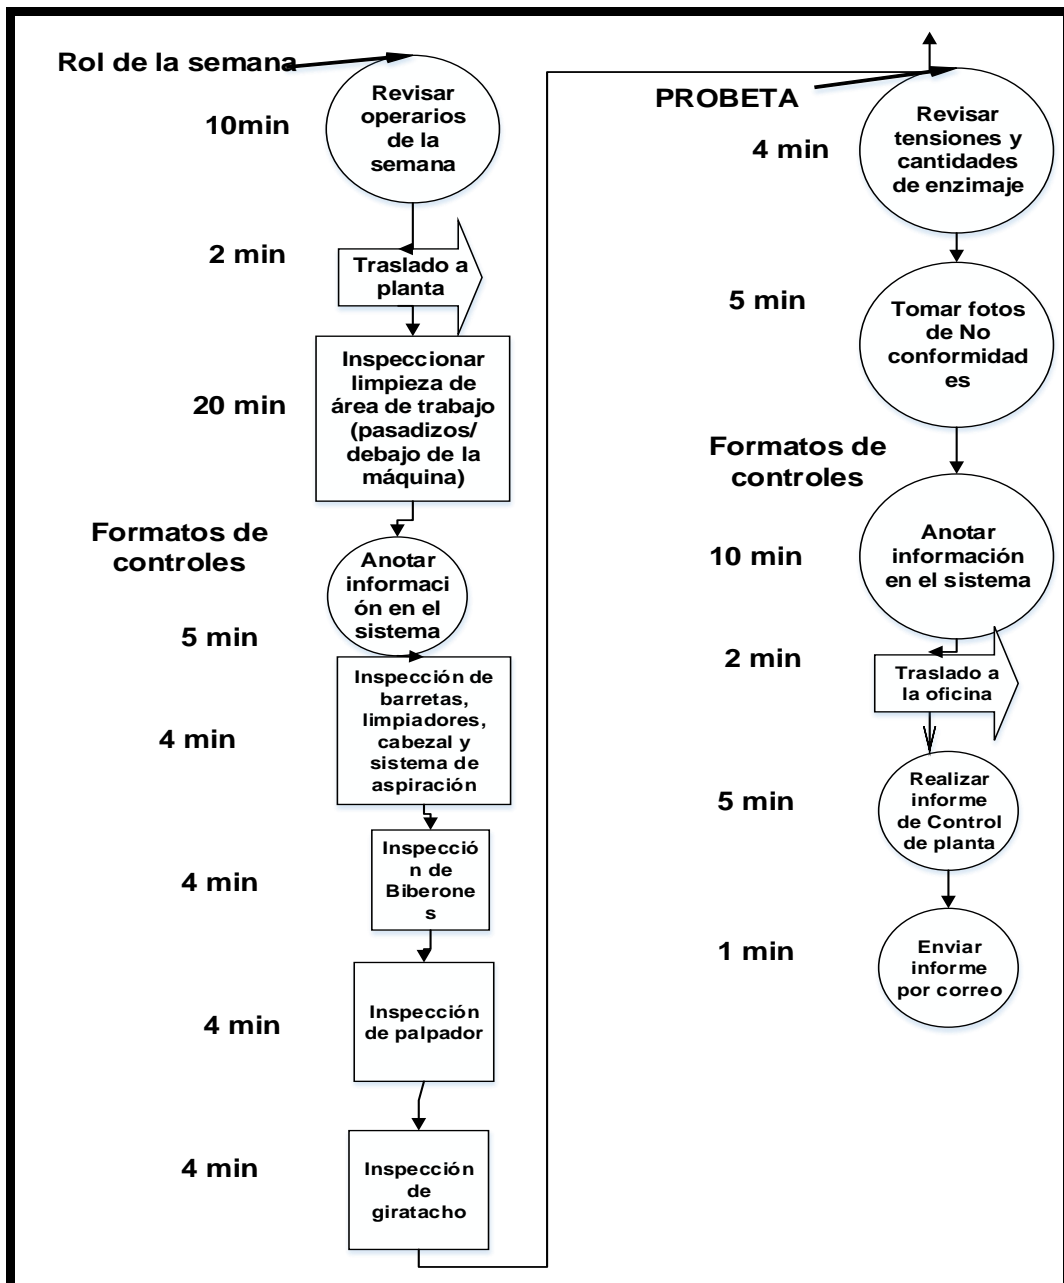 Rol de la semana
Revisar
operarios
de la
semana
10min
2 min
Traslado a
planta
Inspeccionar
limpieza de
área de trabajo
(pasadizos/
debajo de la
máquina)
20 min
Formatos de
controles
Anotar
informaci
ón en el
sistema
5 min
Inspección de
barretas,
limpiadores,
cabezal y
sistema de
aspiración
4 min
Inspecció
n de
Biberone
s
4 min
Inspección
de palpador
4 min
Inspección
de
giratacho
4 min
PROBETA
Revisar
tensiones y
cantidades
de enzimaje
4 min
5 min
Tomar fotos
de No
conformidad
es
Formatos de
controles
Anotar
información
en el sistema
10 min
2 min
Traslado a
la oficina
Realizar
informe
de Control
de planta
5 min
Enviar
informe
por correo
1 min